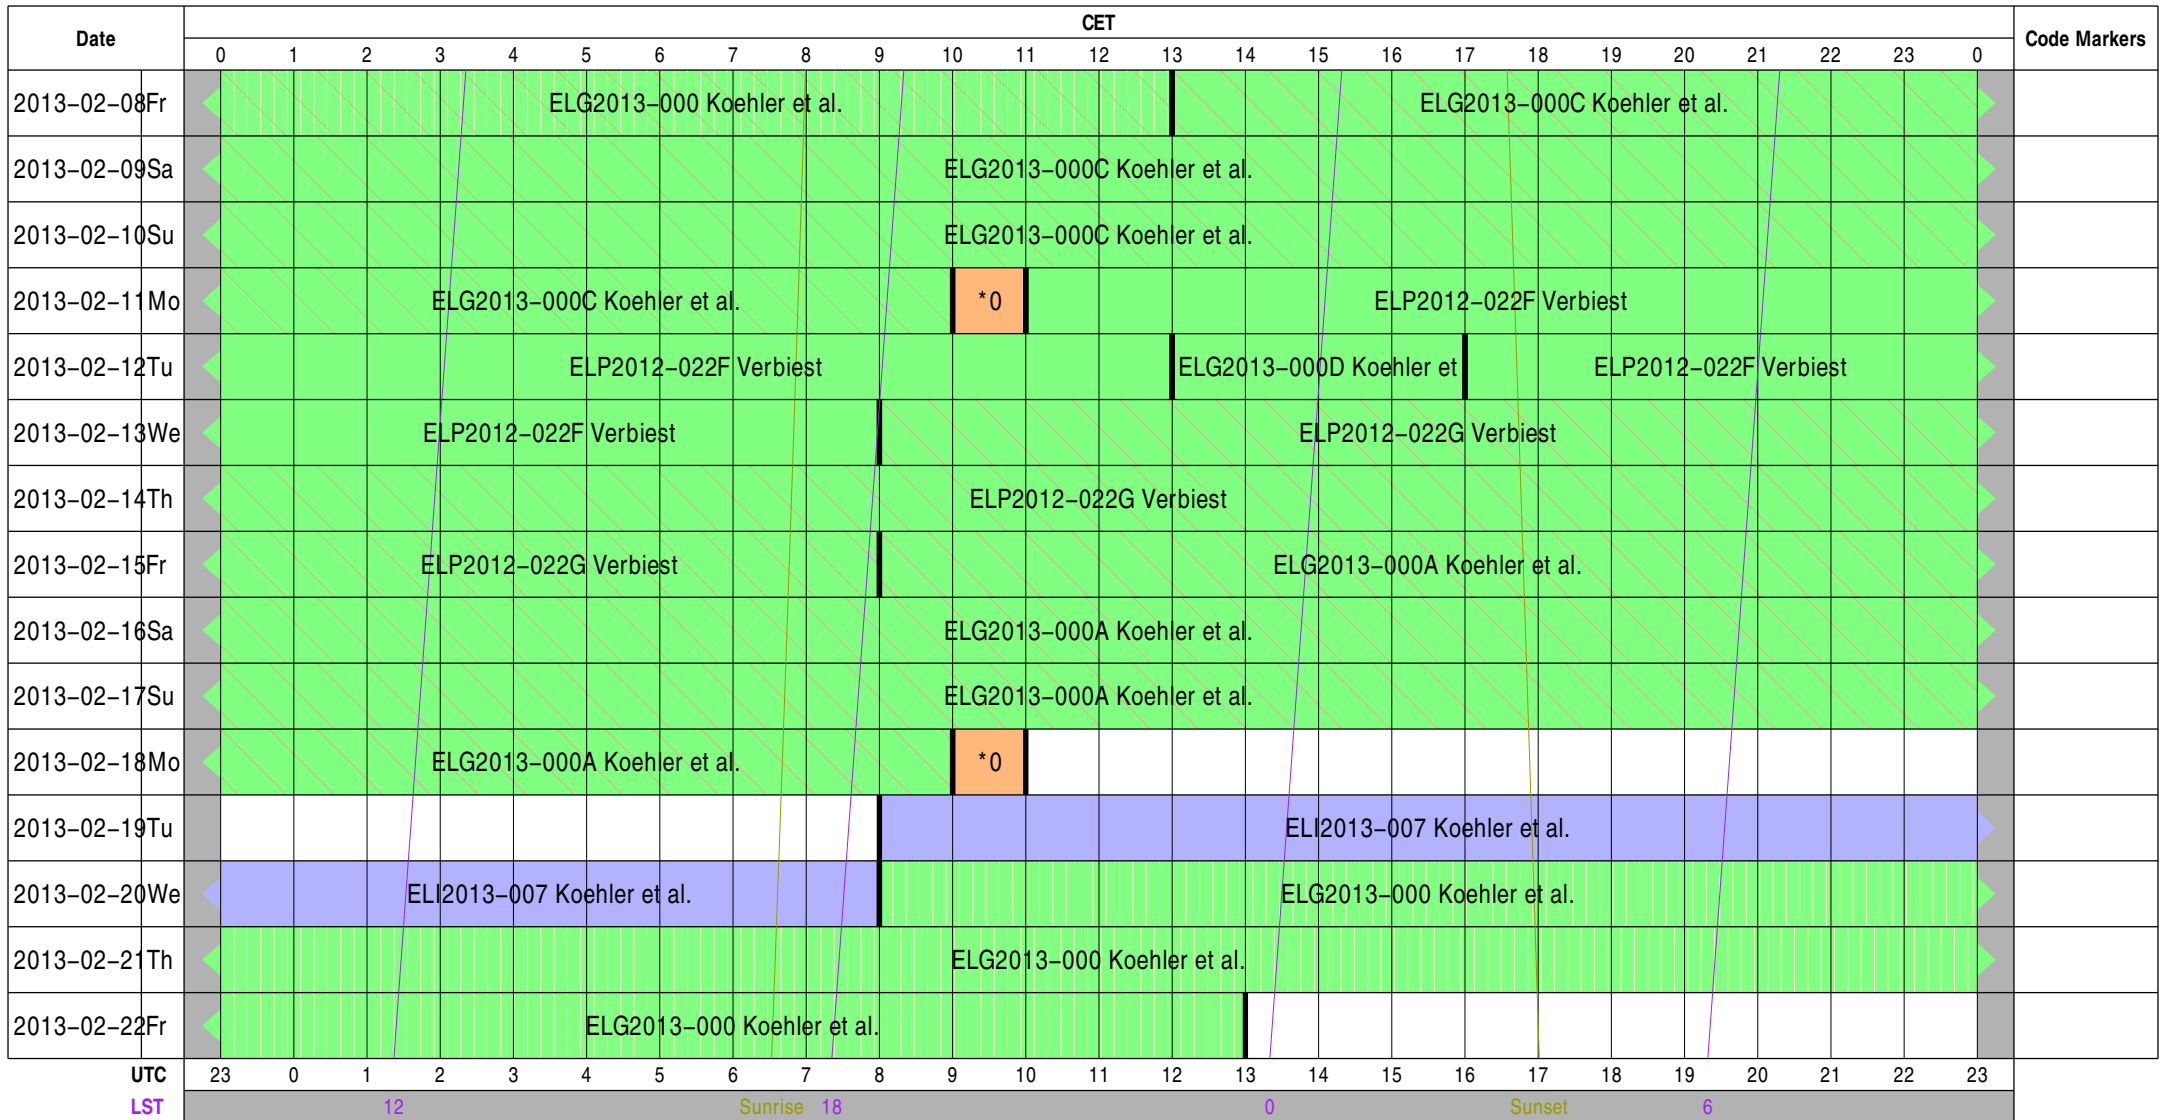 Date CET Code Markers
0 1 2 3 4 5 6 7 8 9 10 11 12 13 14 15 16 17 18 19 20 21 22 23 0
2013-02-08Fr ELG2013-000 Koehler et al. ELG2013-000C Koehler et al.
2013-02-09Sa ELG2013-000C Koehler et al.
2013-02-10Su ELG2013-000C Koehler et al.
2013-02-11Mo ELG2013-000C Koehler et al. *0 ELP2012-022F Verbiest
2013-02-12Tu ELP2012-022F Verbiest ELG2013-000D Koehler et ELP2012-022F Verbiest
2013-02-13We ELP2012-022F Verbiest ELP2012-022G Verbiest
2013-02-14Th ELP2012-022G Verbiest
2013-02-15Fr ELP2012-022G Verbiest ELG2013-000A Koehler et al.
2013-02-16Sa ELG2013-000A Koehler et al.
2013-02-17Su ELG2013-000A Koehler et al.
2013-02-18Mo ELG2013-000A Koehler et al. *0
2013-02-19Tu ELI2013-007 Koehler et al.
2013-02-20We ELI2013-007 Koehler et al. ELG2013-000 Koehler et al.
2013-02-21Th ELG2013-000 Koehler et al.
2013-02-22Fr ELG2013-000 Koehler et al.
UTC 23 0 1 2 3 4 5 6 7 8 9 10 11 12 13 14 15 16 17 18 19 20 21 22 23
LST 12 Sunrise 18 0 Sunset 6